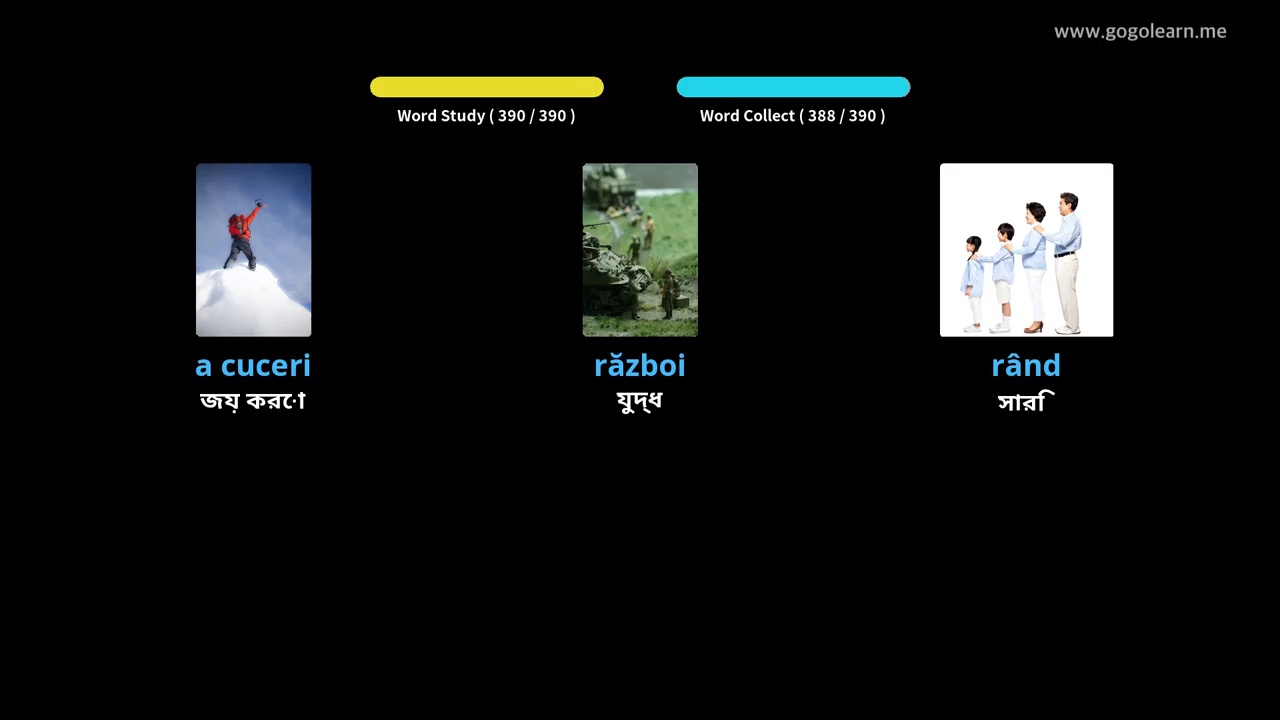 www.gogolearn.me
Word Study ( 390 / 390 )
Word Collect ( 388 / 390 )
a cuceri
război
rând
জয় করো
যুদ্ধ
সারি